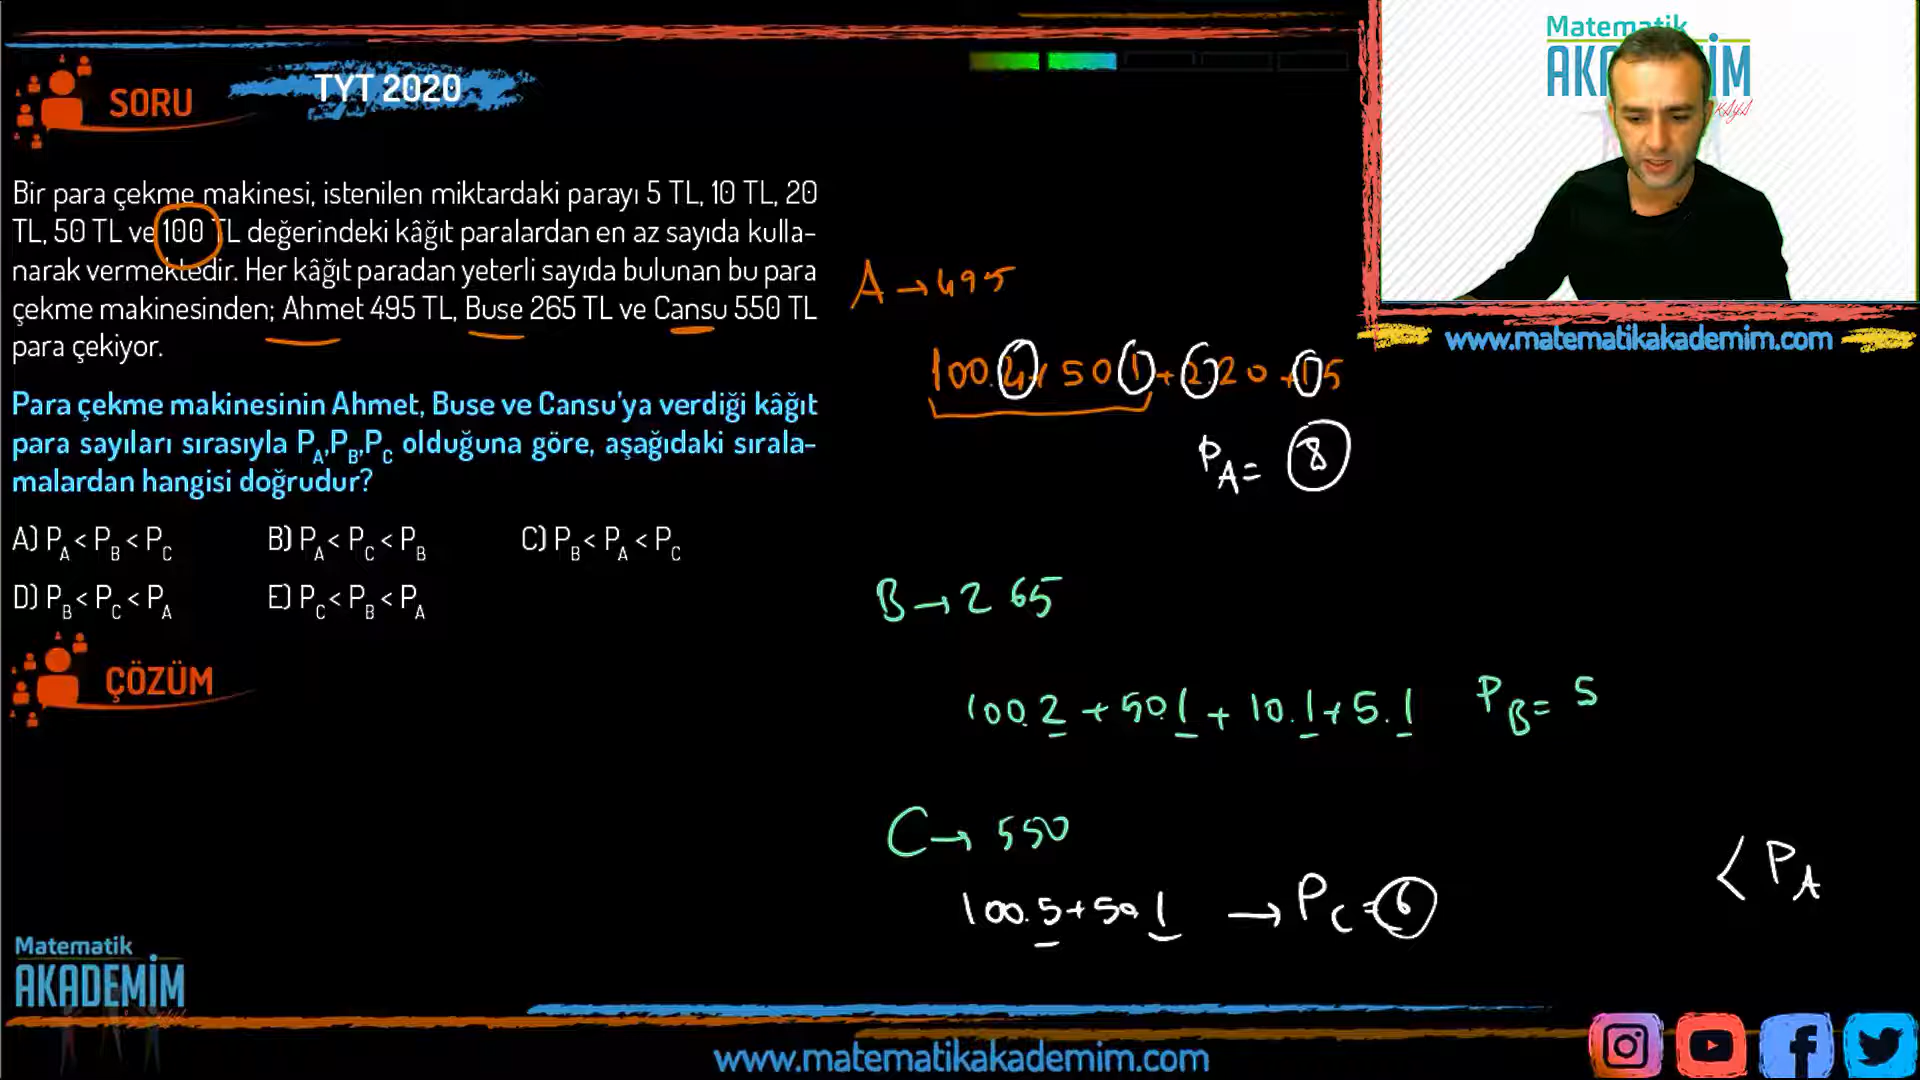 SORU
TYT 2020
Bir para çekme makinesi, istenilen miktardaki parayı 5 TL, 10 TL, 20
TL, 50 TL ve 100 TL değerindeki kâğıt paralardan en az sayıda kulla-
narak vermektedir. Her kâğıt paradan yeterli sayıda bulunan bu para
çekme makinesinden; Ahmet 495 TL, Buse 265 TL ve Cansu 550 TL
para çekiyor.
Para çekme makinesinin Ahmet, Buse ve Cansu'ya verdiği kâğıt
para sayıları sırasıyla P_A,P_B,P_C olduğuna göre, aşağıdaki sırala-
malardan hangisi doğrudur?
A) P_A < P_B < P_C B) P_A < P_C < P_B C) P_B < P_A < P_C
D) P_B < P_C < P_A E) P_C < P_B < P_A
ÇÖZÜM
A → 495
100.4 + 50 1 + 2.20 + 1 5
P_A = 8
B → 265
100.2 + 50.1 + 10.1 + 5.1 P_B = 5
C → 550
100.5 + 50.1 → P_C = 6
< P_A
Matematik
AKADEMİM
www.matematikakademim.com
Matematik
AKADEMİM
www.matematikakademim.com